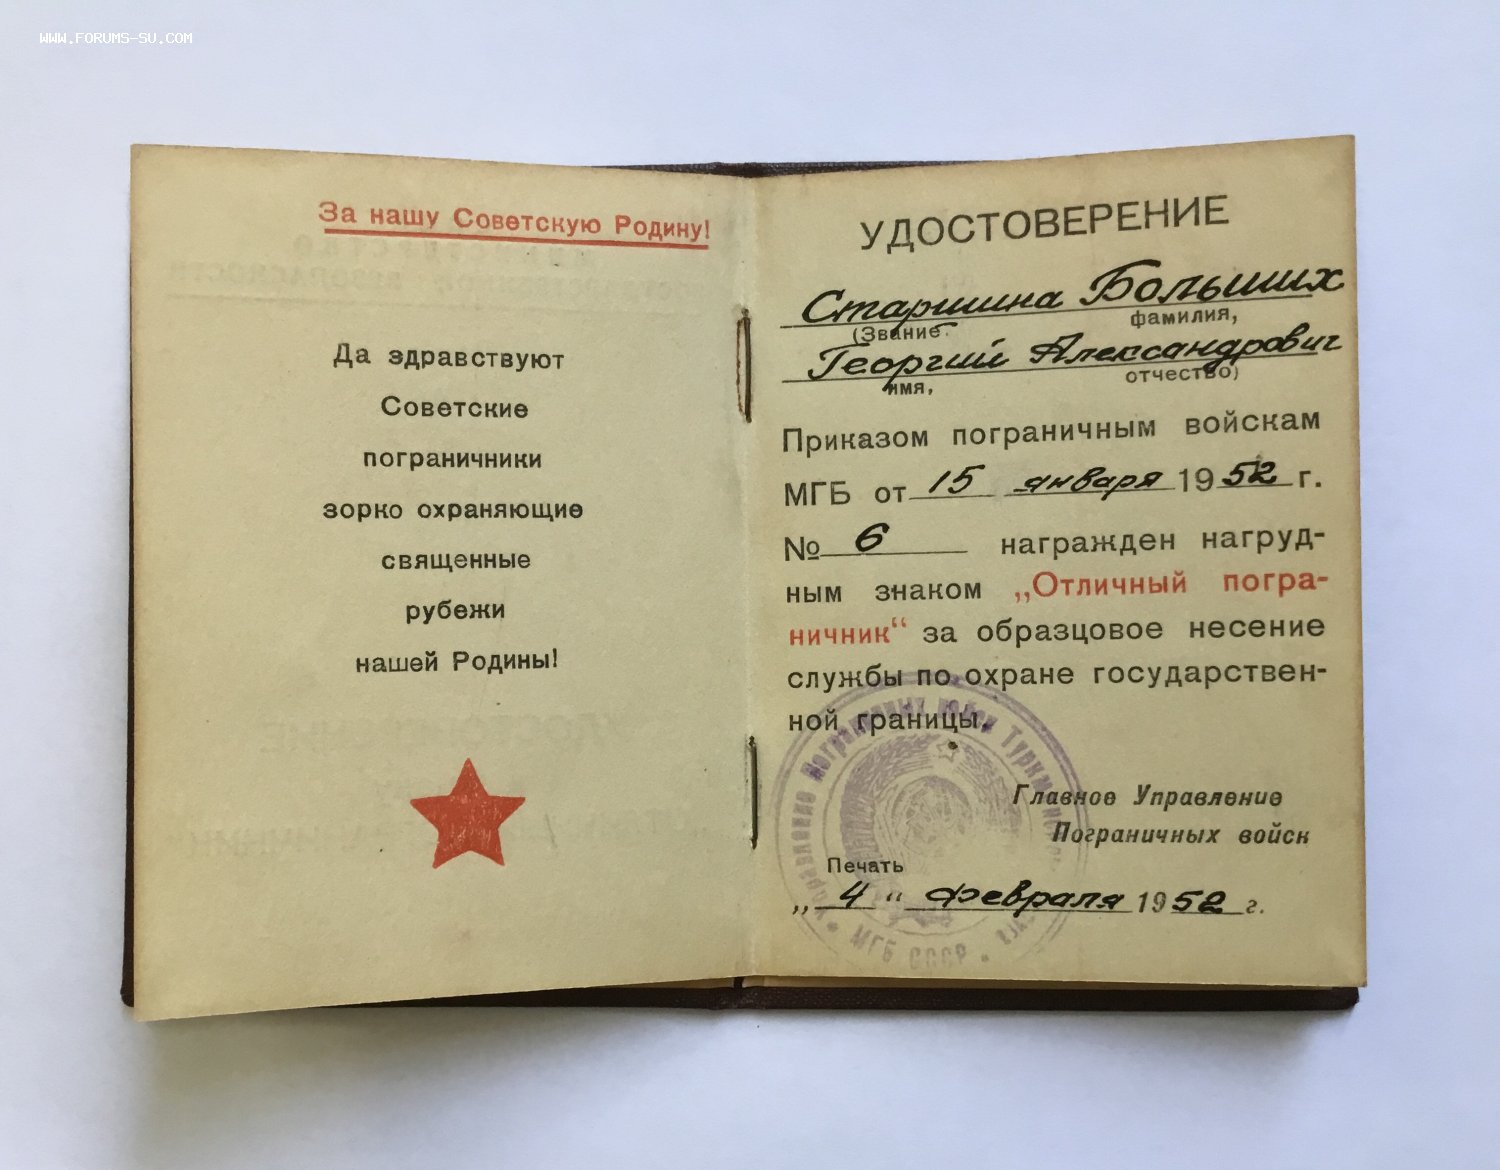 WWW.FORUMS-SU.COM
За нашу Советскую Родину!
Да здравствуют
Советские
пограничники
зорко охраняющие
священные
рубежи
нашей Родины!
УДОСТОВЕРЕНИЕ
Старшина Больших
(Звание фамилия,
Георгий Александрович
имя, отчество)
Приказом пограничным войскам
МГБ от 15 января 1952 г.
№ 6 награжден нагруд-
ным знаком „Отличный погра-
ничник“ за образцовое несение
службы по охране государствен-
ной границы.
Главное Управление
Пограничных войск
Печать
„4“ февраля 1952 г.
Управление пограничных войск
МГБ СССР